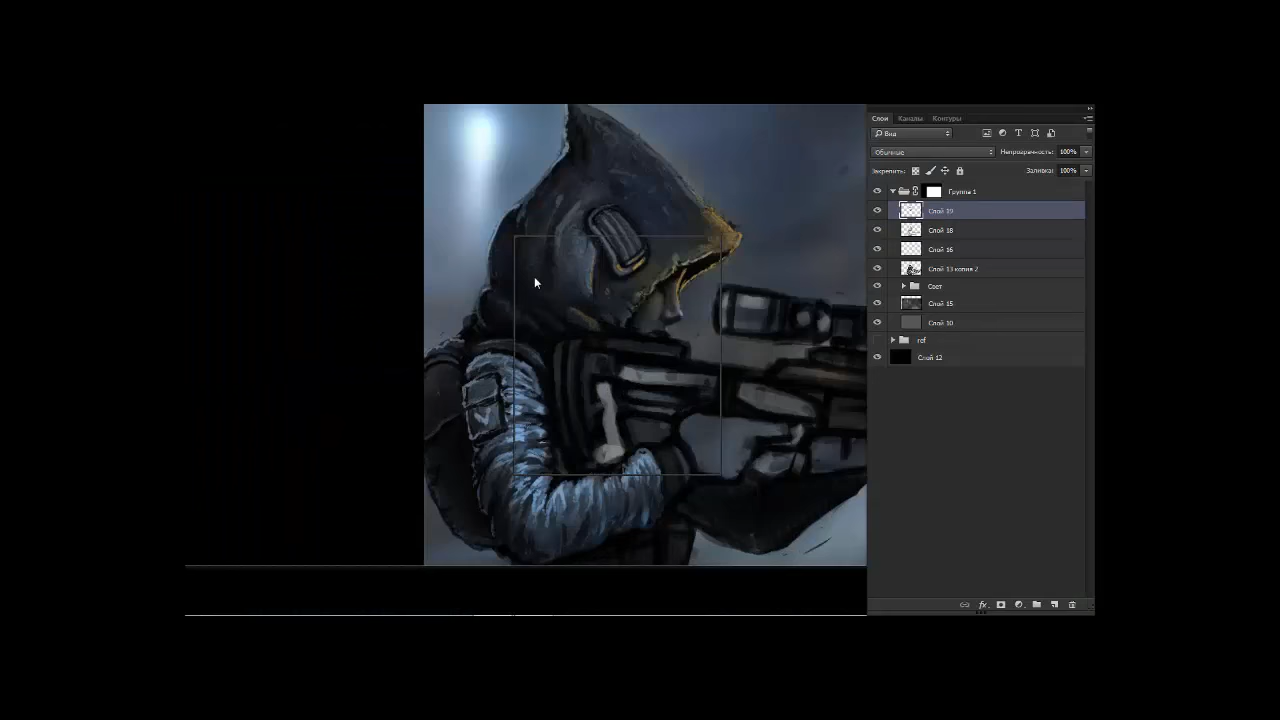 Слои Каналы Контуры
Вид
Обычные Непрозрачность: 100%
Закрепить: Заливка: 100%
Группа 1
Слой 19
Слой 18
Слой 16
Слой 13 копия 2
Свет
Слой 15
Слой 10
ref
Слой 12